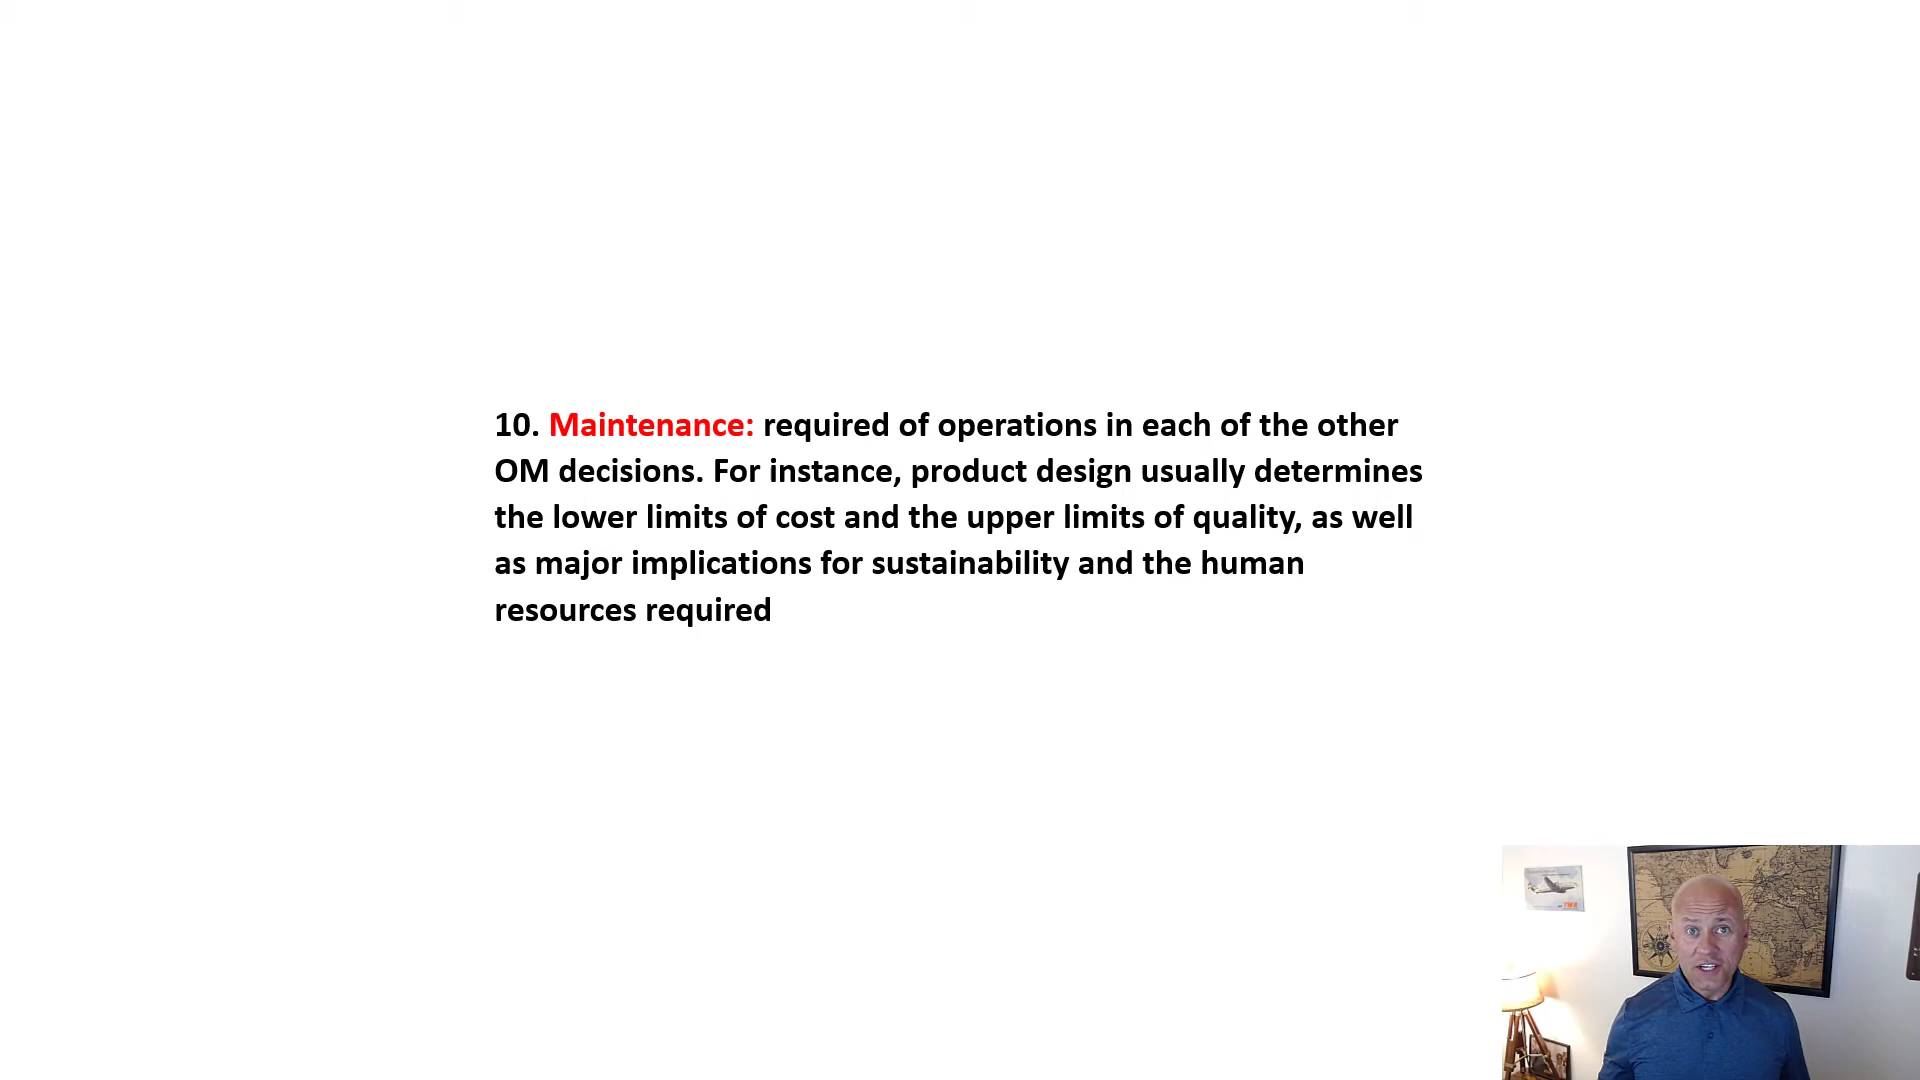 10. Maintenance: required of operations in each of the other
OM decisions. For instance, product design usually determines
the lower limits of cost and the upper limits of quality, as well
as major implications for sustainability and the human
resources required